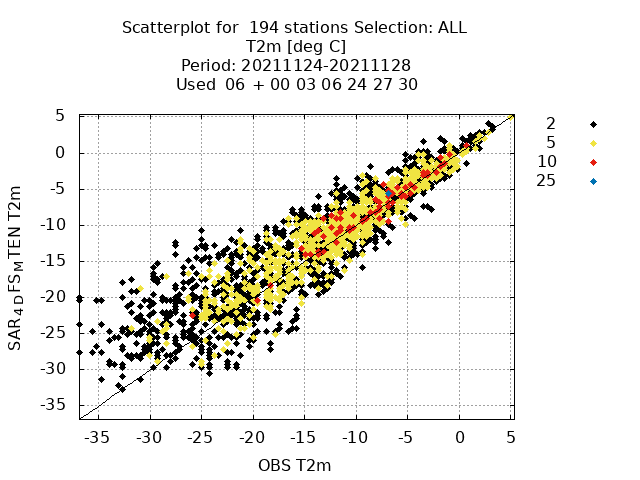 Scatterplot for  194 stations Selection: ALL
T2m [deg C]
Period: 20211124-20211128
Used  06 + 00 03 06 24 27 30
5
0
-5
-10
-15
-20
-25
-30
-35
-35 -30 -25 -20 -15 -10 -5 0 5
SAR4DFSMTEN T2m
OBS T2m
2
5
10
25